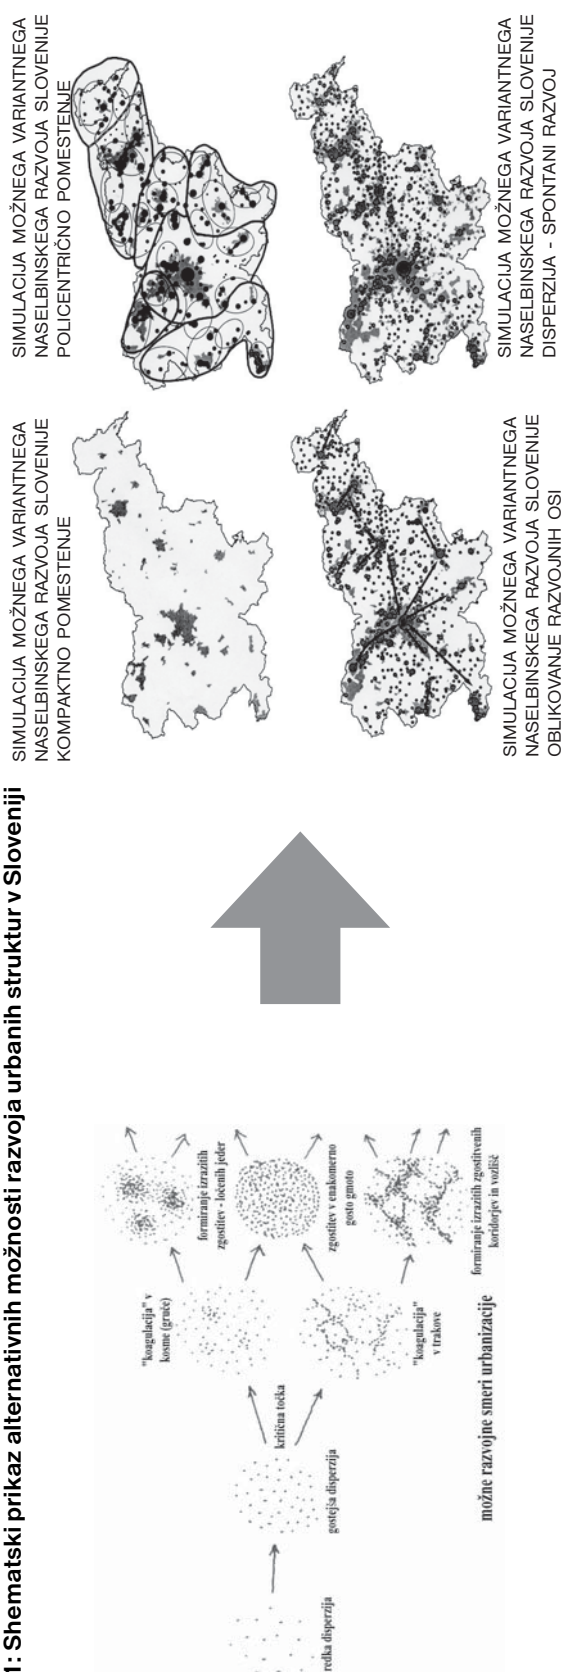 1: Shematski prikaz alternativnih možnosti razvoja urbanih struktur v Sloveniji
redka disperzija
gostejša disperzija
kritična točka
"koagulacija" v
kosme (gruče)
"koagulacija"
v trakove
formiranje izrazitih
zgostitev - ločenih jeder
zgostitev v enakomerno
gosto gmoto
formiranje izrazitih zgostitvenih
koridorjev in vozlišč
možne razvojne smeri urbanizacije
SIMULACIJA MOŽNEGA VARIANTNEGA
NASELBINSKEGA RAZVOJA SLOVENIJE
KOMPAKTNO POMESTENJE
SIMULACIJA MOŽNEGA VARIANTNEGA
NASELBINSKEGA RAZVOJA SLOVENIJE
POLICENTRIČNO POMESTENJE
SIMULACIJA MOŽNEGA VARIANTNEGA
NASELBINSKEGA RAZVOJA SLOVENIJE
OBLIKOVANJE RAZVOJNIH OSI
SIMULACIJA MOŽNEGA VARIANTNEGA
NASELBINSKEGA RAZVOJA SLOVENIJE
DISPERZIJA - SPONTANI RAZVOJ